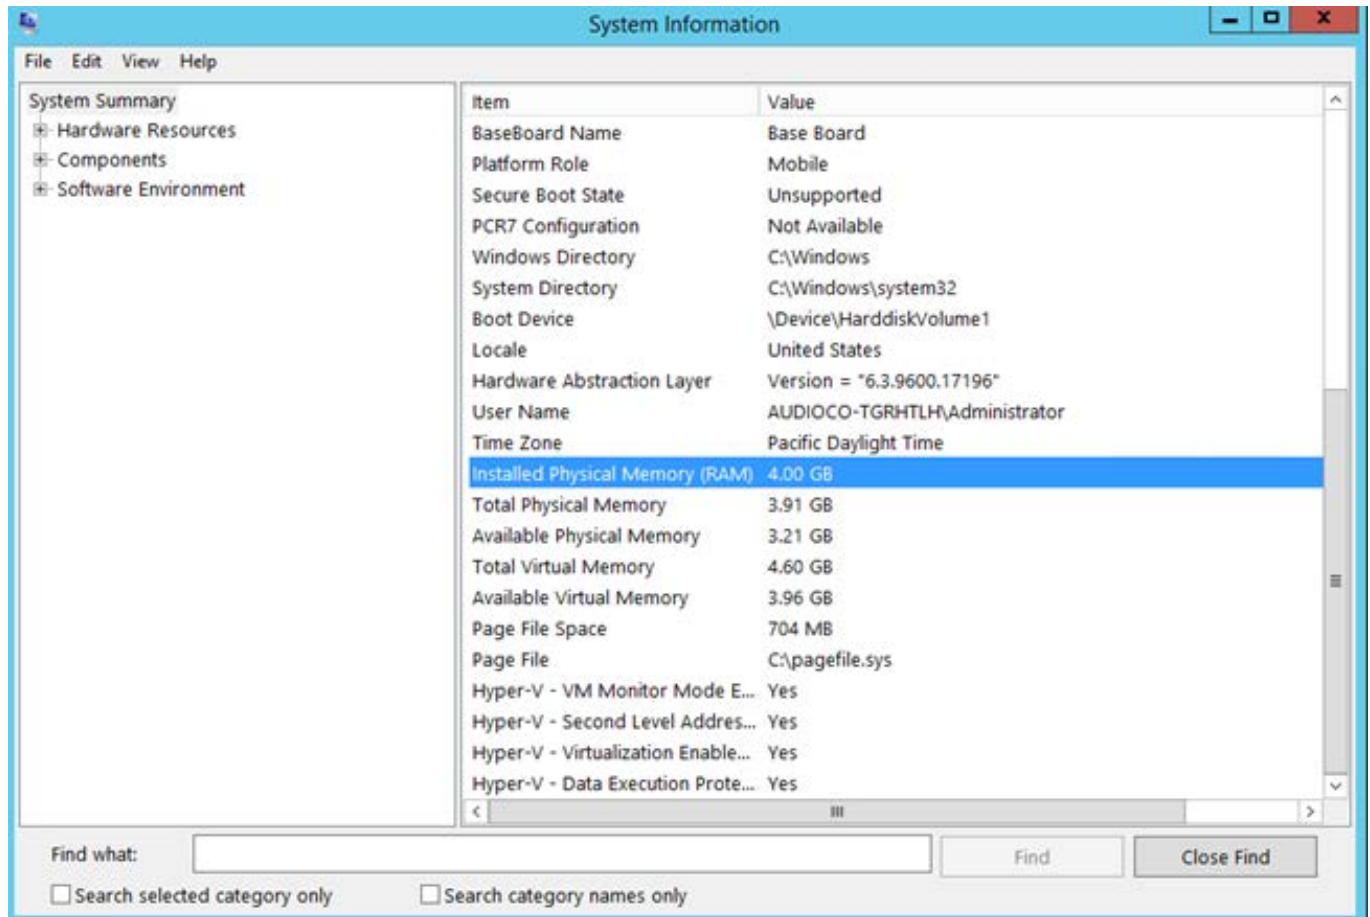 System Information
File Edit View Help
System Summary
Hardware Resources
Components
Software Environment
Item Value
BaseBoard Name Base Board
Platform Role Mobile
Secure Boot State Unsupported
PCR7 Configuration Not Available
Windows Directory C:\Windows
System Directory C:\Windows\system32
Boot Device \Device\HarddiskVolume1
Locale United States
Hardware Abstraction Layer Version = "6.3.9600.17196"
User Name AUDIOCO-TGRHTLH\Administrator
Time Zone Pacific Daylight Time
Installed Physical Memory (RAM) 4.00 GB
Total Physical Memory 3.91 GB
Available Physical Memory 3.21 GB
Total Virtual Memory 4.60 GB
Available Virtual Memory 3.96 GB
Page File Space 704 MB
Page File C:\pagefile.sys
Hyper-V - VM Monitor Mode E... Yes
Hyper-V - Second Level Addres... Yes
Hyper-V - Virtualization Enable... Yes
Hyper-V - Data Execution Prote... Yes
Find what: Find Close Find
Search selected category only Search category names only